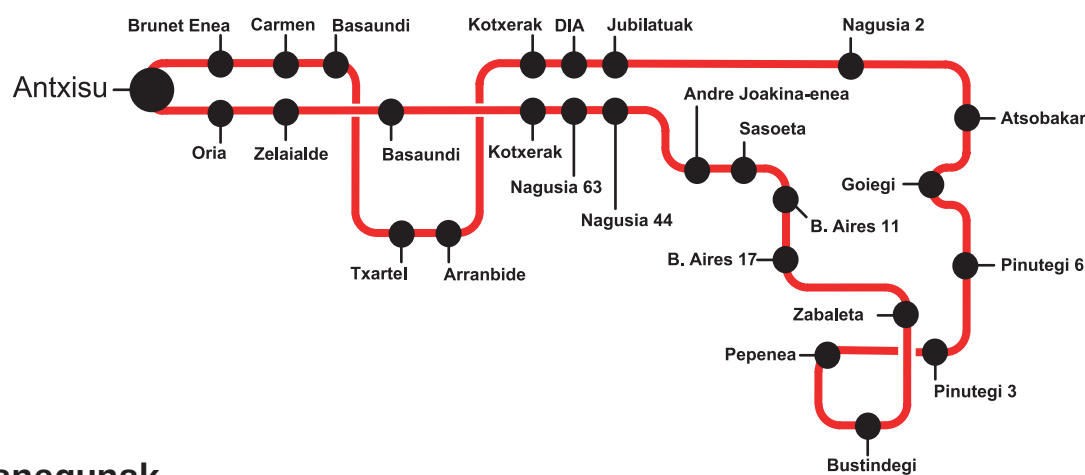 Brunet Enea
Carmen
Basaundi
Kotxerak
DIA
Jubilatuak
Nagusia 2
Antxisu
Andre Joakina-enea
Atsobakar
Sasoeta
Oria
Zelaialde
Basaundi
Kotxerak
Nagusia 63
Nagusia 44
Goiegi
B. Aires 11
B. Aires 17
Txartel
Arranbide
Pinutegi 6
Zabaleta
Pepenea
Pinutegi 3
Bustindegi